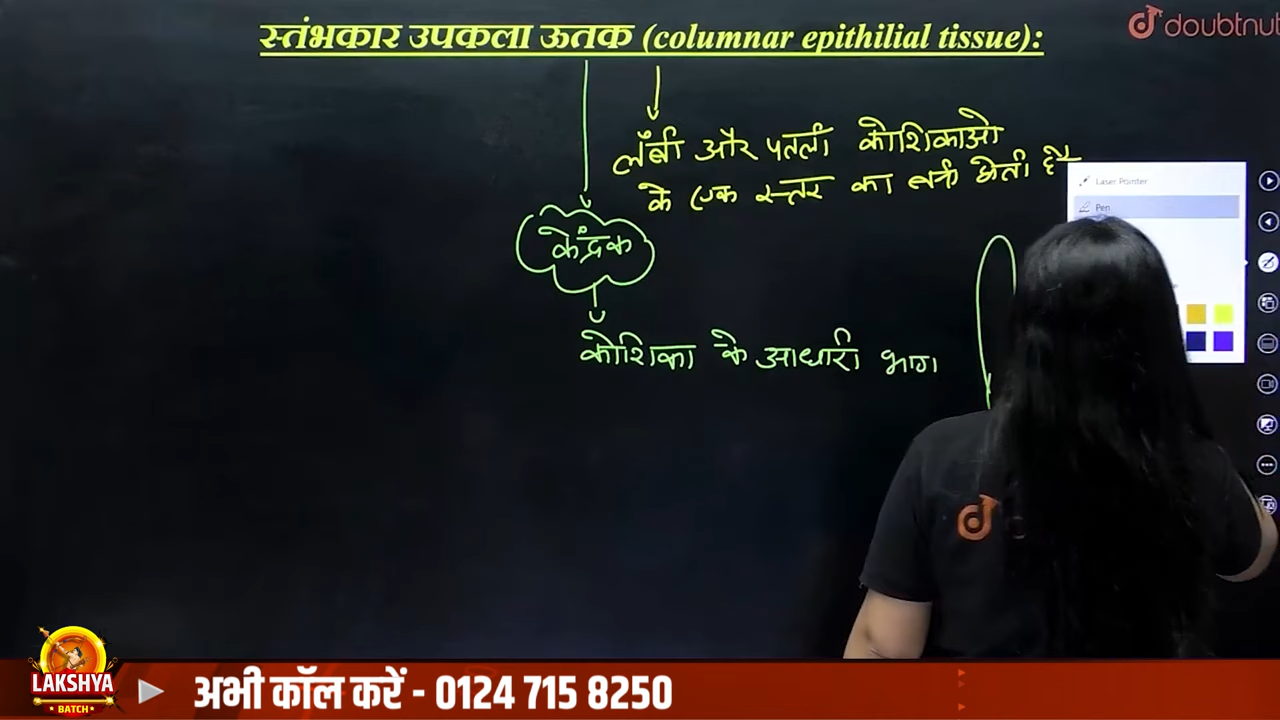 स्तंभकार उपकला ऊतक (columnar epithilial tissue):
doubtnut
लंबी और पतली कोशिकाओ
के एक स्तर का बनी होती है
Laser Pointer
Pen
केंद्रक
कोशिका के आधारी भाग
LAKSHYA
BATCH
अभी कॉल करें - 0124 715 8250